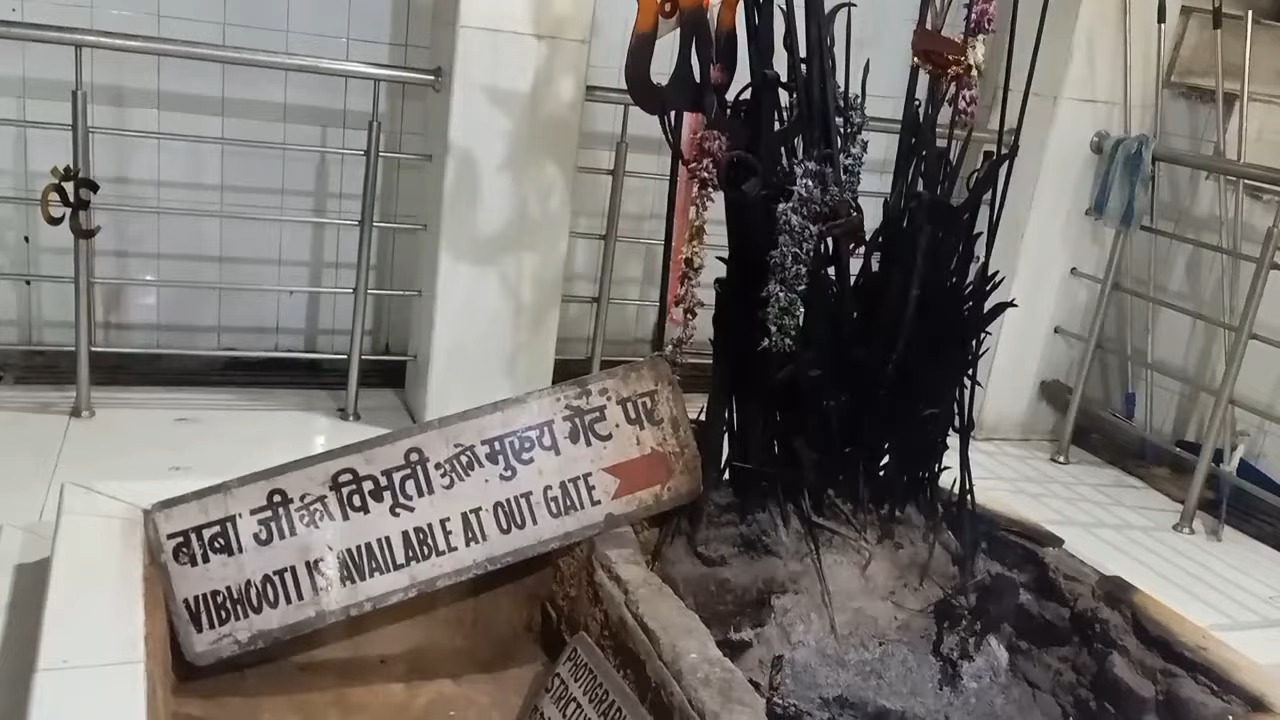 बाबा जी की विभूती आगे मुख्य गेट पर
VIBHOOTI IS AVAILABLE AT OUT GATE
PHOTOGRAPH
STRICTLY